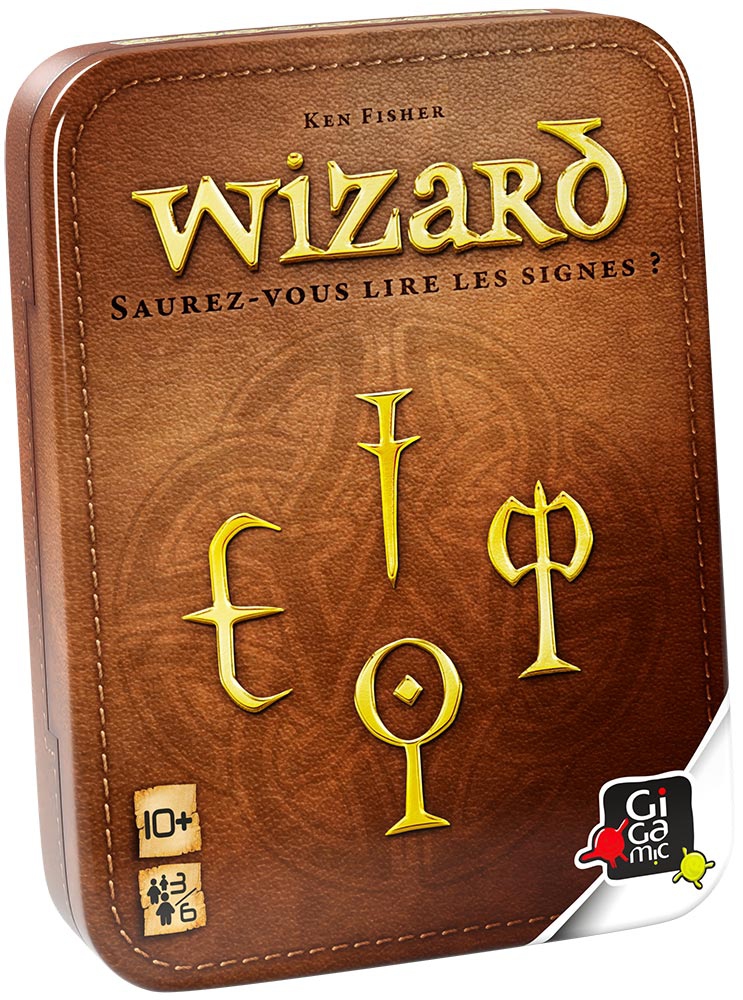 Ken Fisher
Wizard
Saurez-vous lire les signes ?
10+
3/6
GiGamic